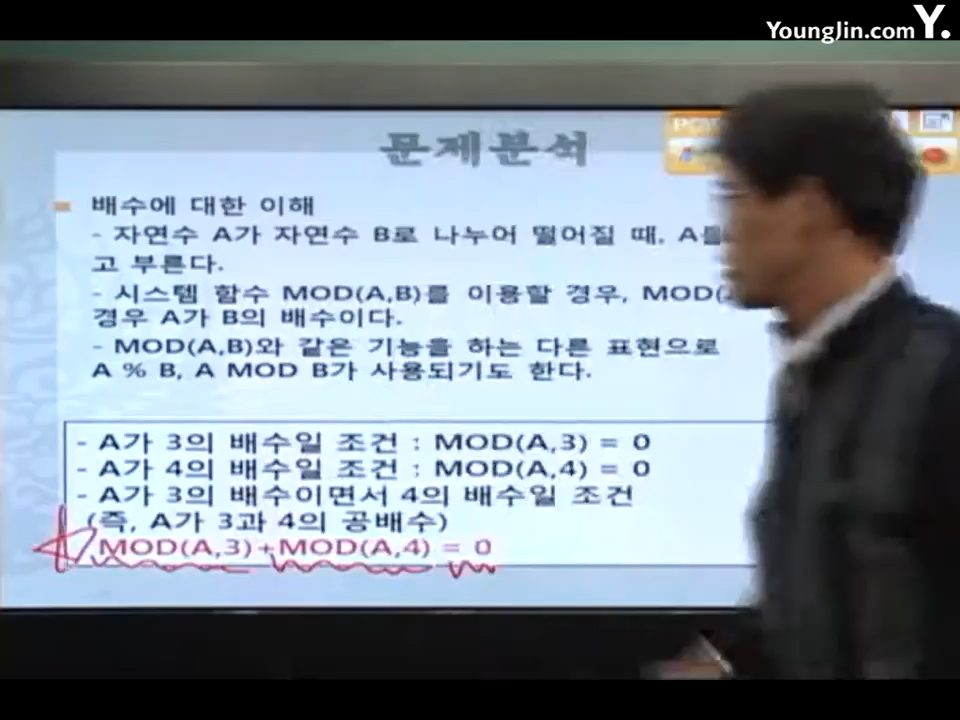 YoungJin.com Y.
문제분석
배수에 대한 이해
- 자연수 A가 자연수 B로 나누어 떨어질 때, A를
고 부른다.
- 시스템 함수 MOD(A,B)를 이용할 경우, MOD(
경우 A가 B의 배수이다.
- MOD(A,B)와 같은 기능을 하는 다른 표현으로
A % B, A MOD B가 사용되기도 한다.
- A가 3의 배수일 조건 : MOD(A,3) = 0
- A가 4의 배수일 조건 : MOD(A,4) = 0
- A가 3의 배수이면서 4의 배수일 조건
(즉, A가 3과 4의 공배수)
MOD(A,3)+MOD(A,4) = 0